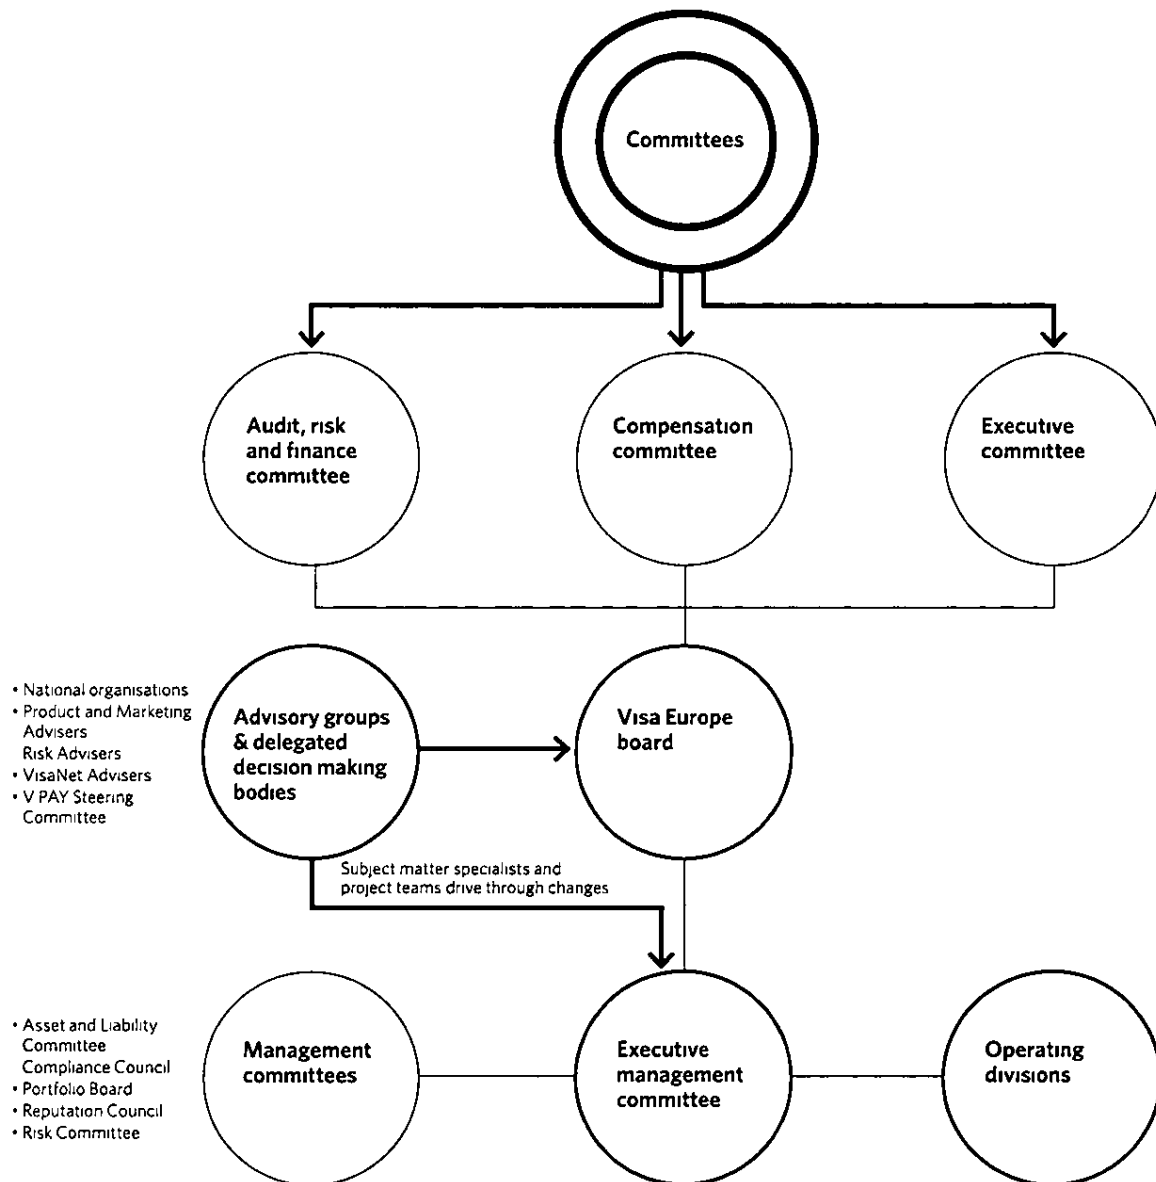 Committees
Audit, risk
and finance
committee
Compensation
committee
Executive
committee
• National organisations
• Product and Marketing
Advisers
Risk Advisers
• VisaNet Advisers
• V PAY Steering
Committee
Advisory groups
& delegated
decision making
bodies
Visa Europe
board
Subject matter specialists and
project teams drive through changes
• Asset and Liability
Committee
Compliance Council
• Portfolio Board
• Reputation Council
• Risk Committee
Management
committees
Executive
management
committee
Operating
divisions